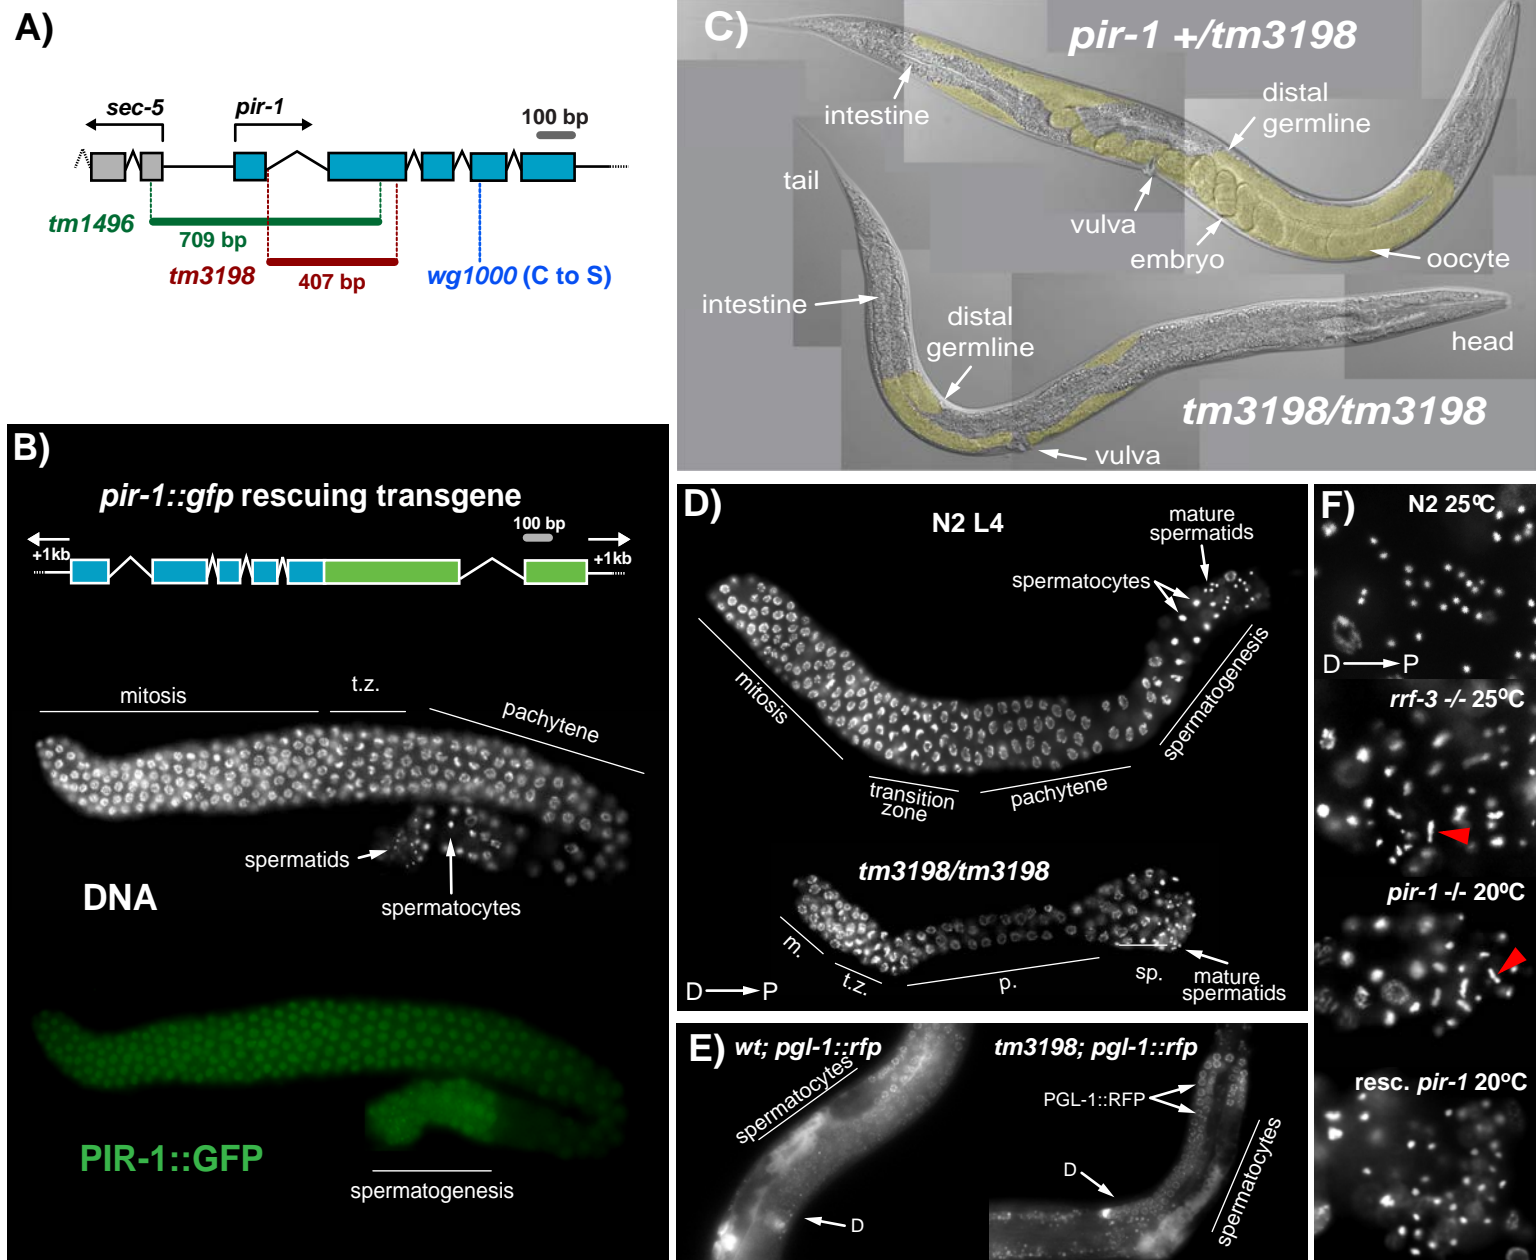 A)
sec-5
pir-1
100 bp
tm1496
709 bp
tm3198
407 bp
wg1000 (C to S)
B)
pir-1::gfp rescuing transgene
100 bp
+1kb
+1kb
mitosis
t.z.
pachytene
spermatids
spermatocytes
DNA
PIR-1::GFP
spermatogenesis
C)
pir-1 +/tm3198
intestine
distal
germline
tail
vulva
embryo
oocyte
intestine
distal
germline
head
tm3198/tm3198
vulva
D)
N2 L4
mature
spermatids
spermatocytes
mitosis
spermatogenesis
transition
zone
pachytene
tm3198/tm3198
m.
t.z.
p.
sp.
mature
spermatids
D
P
E)
wt; pgl-1::rfp
spermatocytes
D
tm3198; pgl-1::rfp
PGL-1::RFP
D
spermatocytes
F)
N2 25ºC
D
P
rrf-3 -/- 25ºC
pir-1 -/- 20ºC
resc. pir-1 20ºC